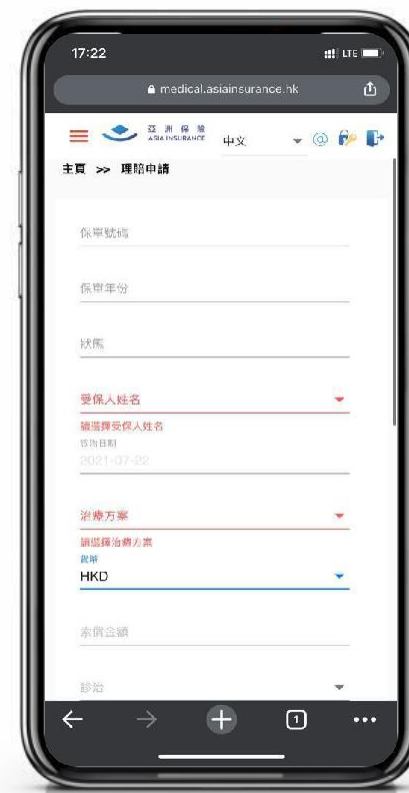 17:22
LTE
medical.asiainsurance.hk
亞洲保險
ASIA INSURANCE
中文
主頁 >> 理賠申請
保單號碼
保單年份
狀態
受保人姓名
請選擇受保人姓名
診治日期
2021-07-22
治療方案
請選擇治療方案
貨幣
HKD
索償金額
診治
1